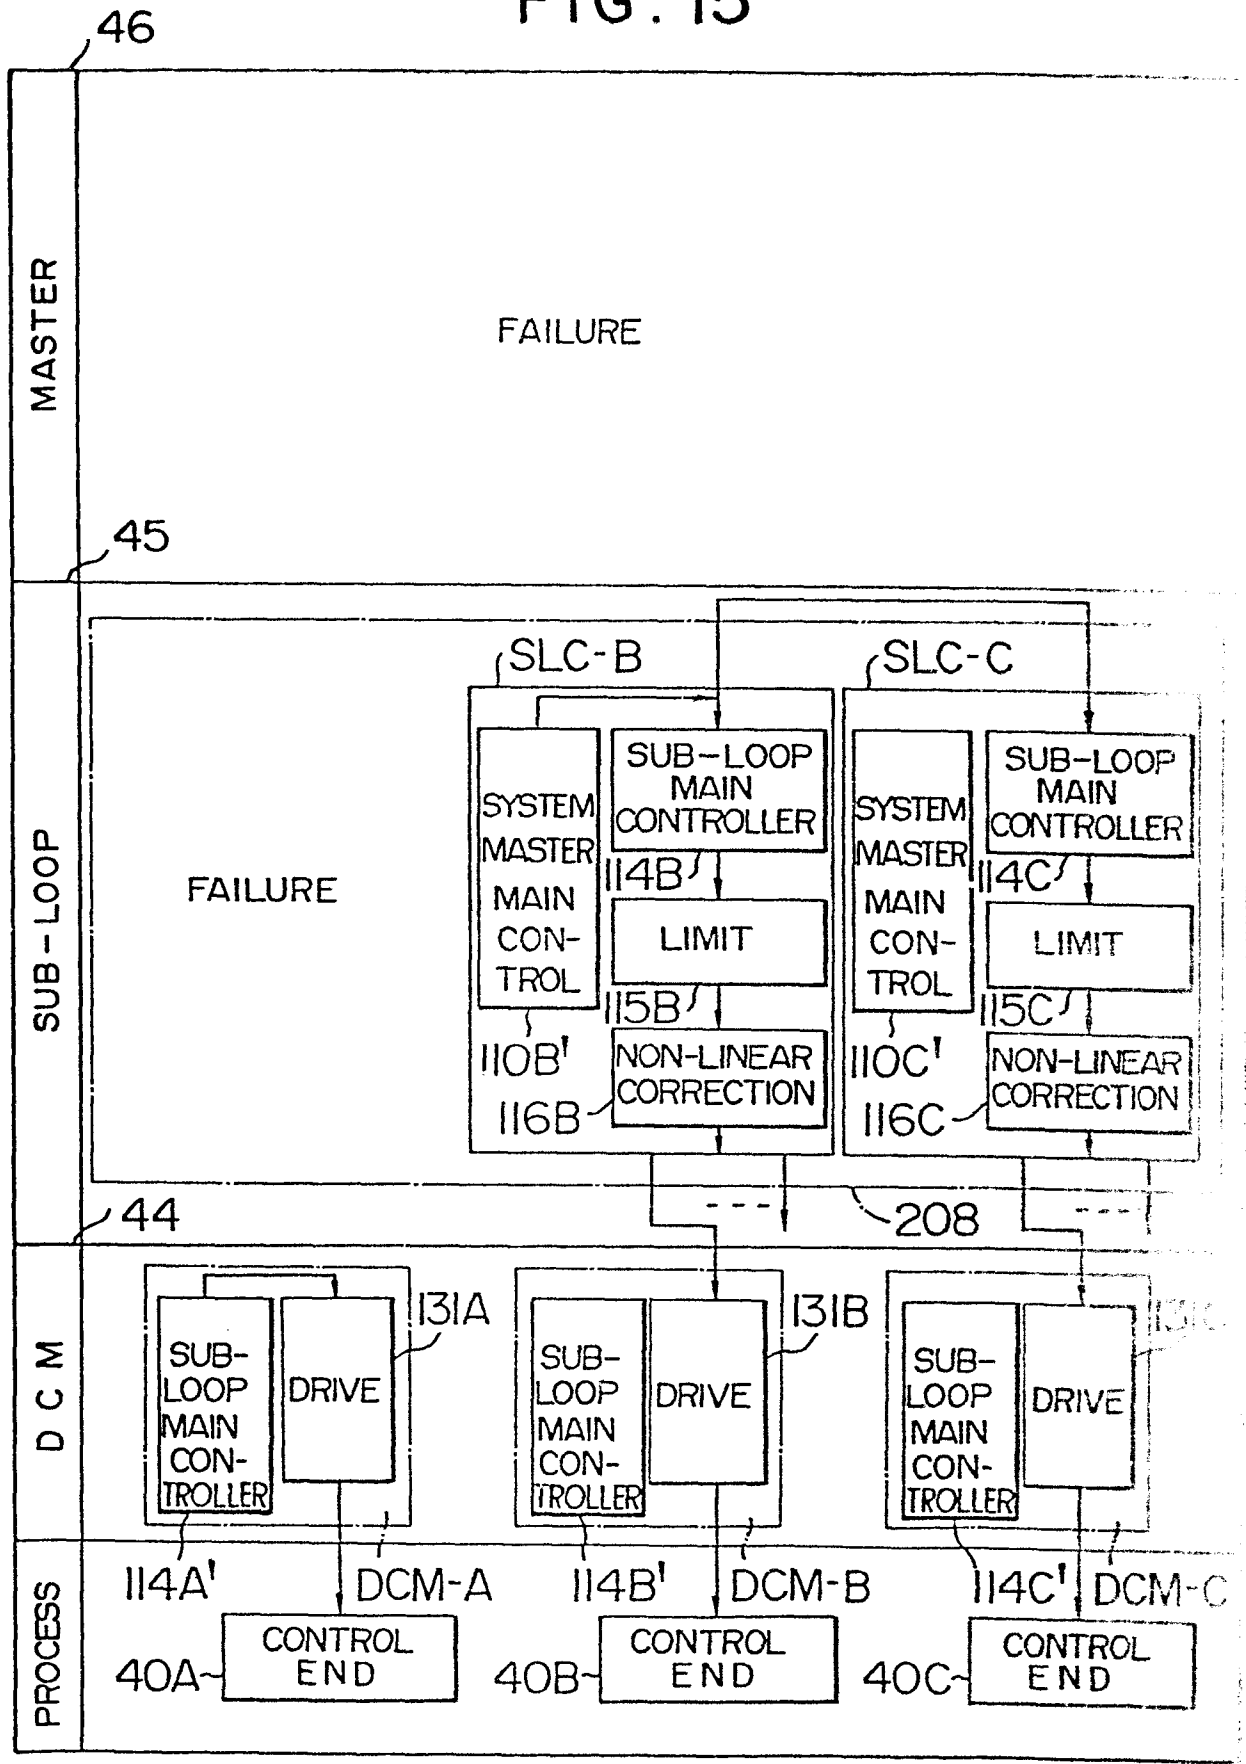 FIG. 15
46
MASTER
FAILURE
45
SUB-LOOP
FAILURE
SLC-B
SLC-C
SYSTEM
MASTER
MAIN
CON-
TROL
110B'
SUB-LOOP
MAIN
CONTROLLER
114B
LIMIT
115B
NON-LINEAR
CORRECTION
116B
SYSTEM
MASTER
MAIN
CON-
TROL
110C'
SUB-LOOP
MAIN
CONTROLLER
114C
LIMIT
115C
NON-LINEAR
CORRECTION
116C
208
44
DCM
SUB-
LOOP
MAIN
CON-
TROLLER
DRIVE
131A
SUB-
LOOP
MAIN
CON-
TROLLER
DRIVE
131B
SUB-
LOOP
MAIN
CON-
TROLLER
DRIVE
131C
114A'
DCM-A
114B'
DCM-B
114C'
DCM-C
PROCESS
40A
CONTROL
END
40B
CONTROL
END
40C
CONTROL
END